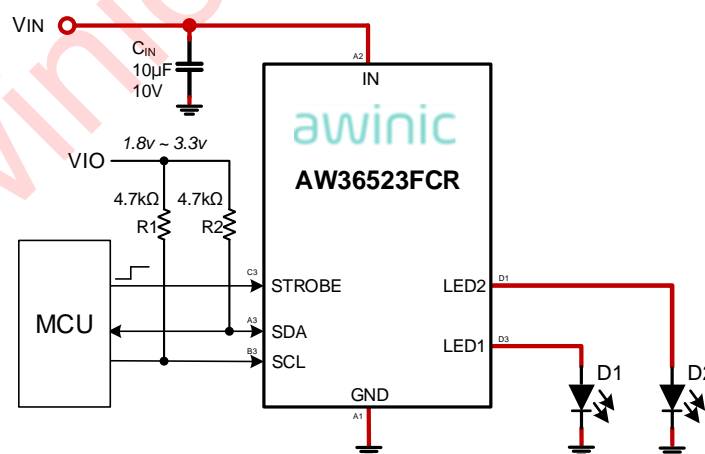 VIN
CIN
10µF
10V
A2
IN
awinic
AW36523FCR
1.8v ~ 3.3v
VIO
4.7kΩ
R1
4.7kΩ
R2
MCU
C3
STROBE
A3
SDA
B3
SCL
LED2
D1
LED1
D3
GND
A1
D1